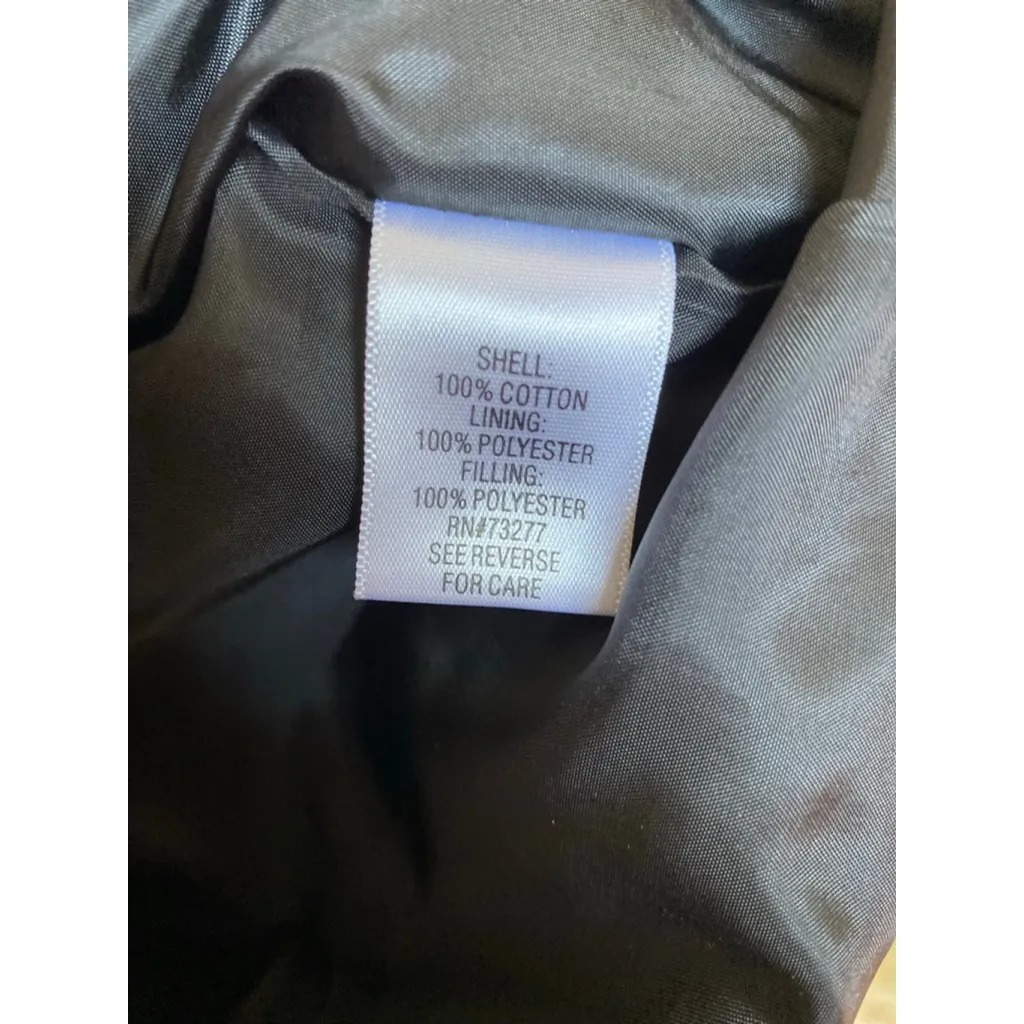 SHELL:
100% COTTON
LINING:
100% POLYESTER
FILLING:
100% POLYESTER
RN#73277
SEE REVERSE
FOR CARE